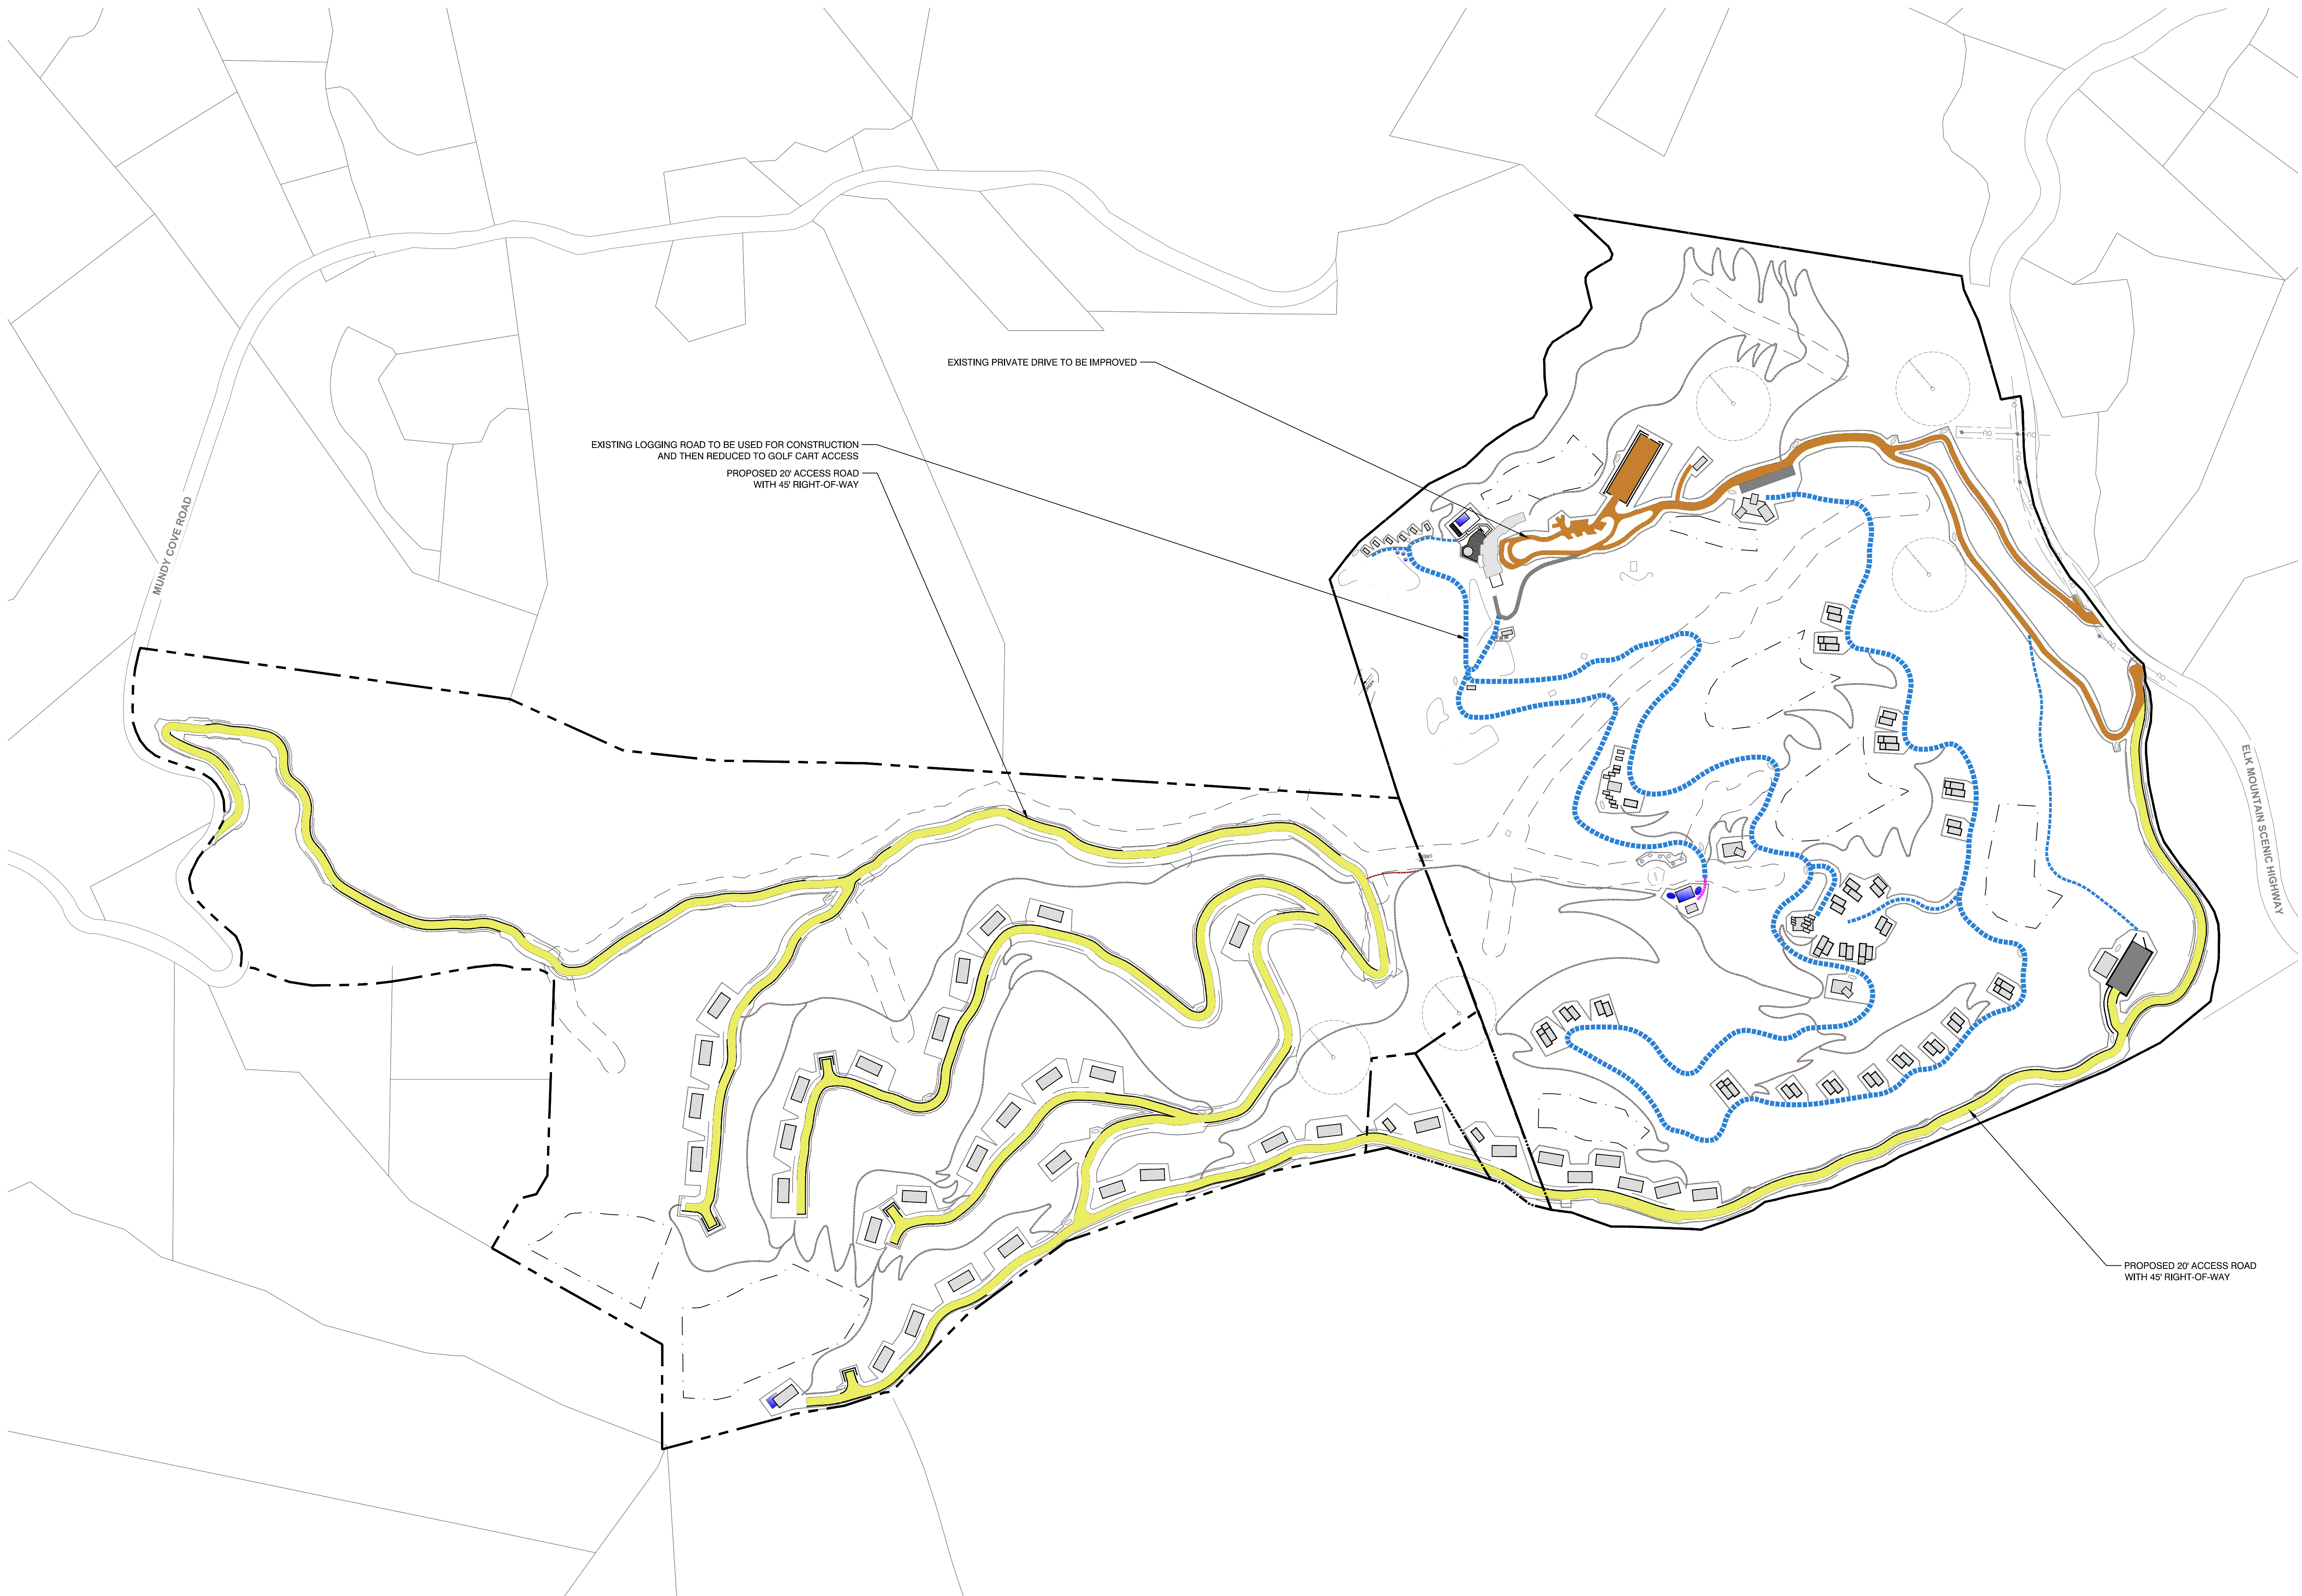 EXISTING PRIVATE DRIVE TO BE IMPROVED
EXISTING LOGGING ROAD TO BE USED FOR CONSTRUCTION
AND THEN REDUCED TO GOLF CART ACCESS
PROPOSED 20' ACCESS ROAD
WITH 45' RIGHT-OF-WAY
MUNDY COVE ROAD
ELK MOUNTAIN SCENIC HIGHWAY
PROPOSED 20' ACCESS ROAD
WITH 45' RIGHT-OF-WAY